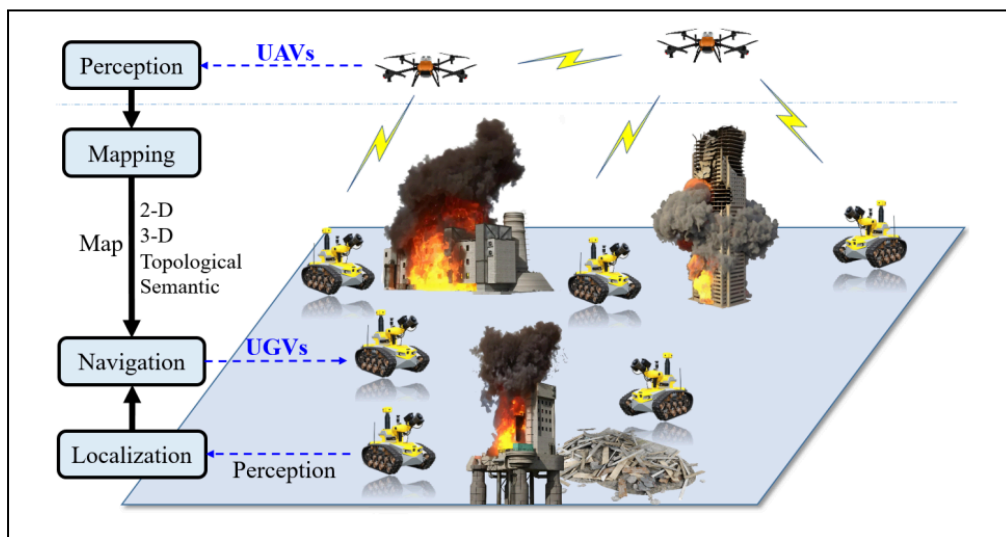 Perception
UAVs
Mapping
Map
2-D
3-D
Topological
Semantic
Navigation
UGVs
Localization
Perception